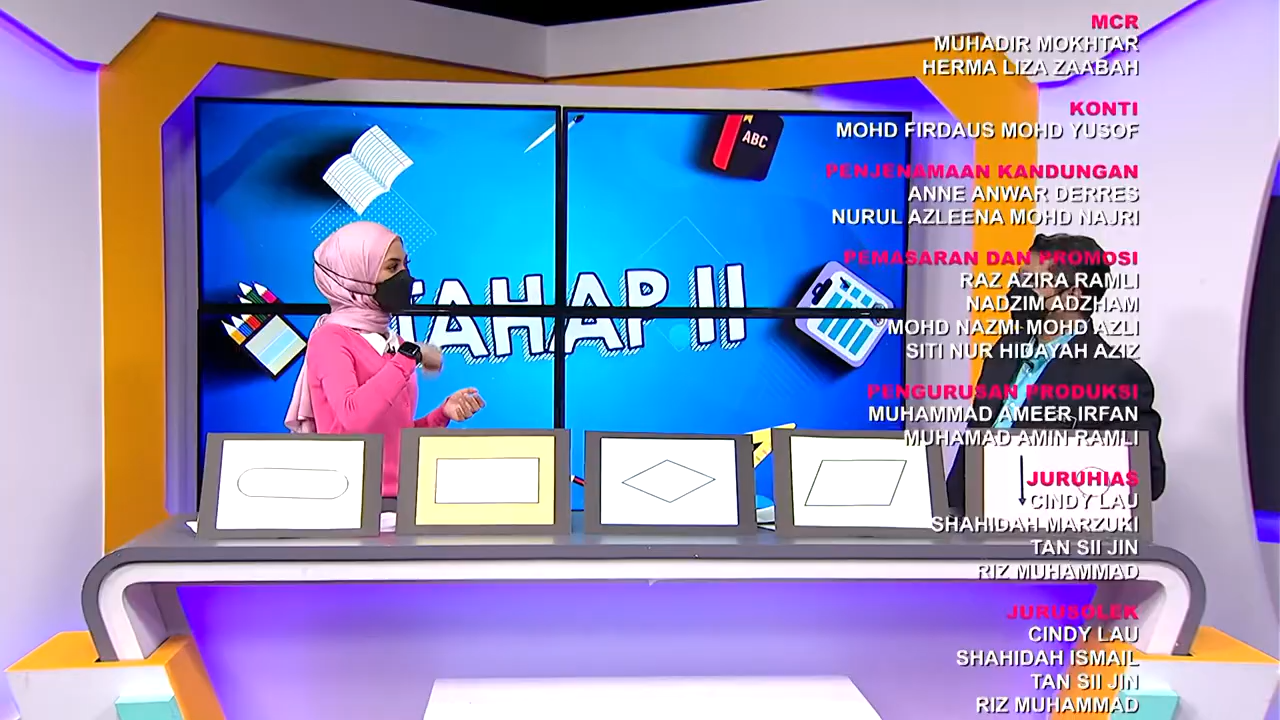 ABC
TAHAP II
MCR
MUHADIR MOKHTAR
HERMA LIZA ZAABAH
KONTI
MOHD FIRDAUS MOHD YUSOF
PENJENAMAAN KANDUNGAN
ANNE ANWAR DERRES
NURUL AZLEENA MOHD NAJRI
PEMASARAN DAN PROMOSI
RAZ AZIRA RAMLI
NADZIM ADZHAM
MOHD NAZMI MOHD AZLI
SITI NUR HIDAYAH AZIZ
PENGURUSAN PRODUKSI
MUHAMMAD AMEER IRFAN
MUHAMAD AMIN RAMLI
JURUHIAS
CINDY LAU
SHAHIDAH MARZUKI
TAN SII JIN
RIZ MUHAMMAD
JURUSOLEK
CINDY LAU
SHAHIDAH ISMAIL
TAN SII JIN
RIZ MUHAMMAD